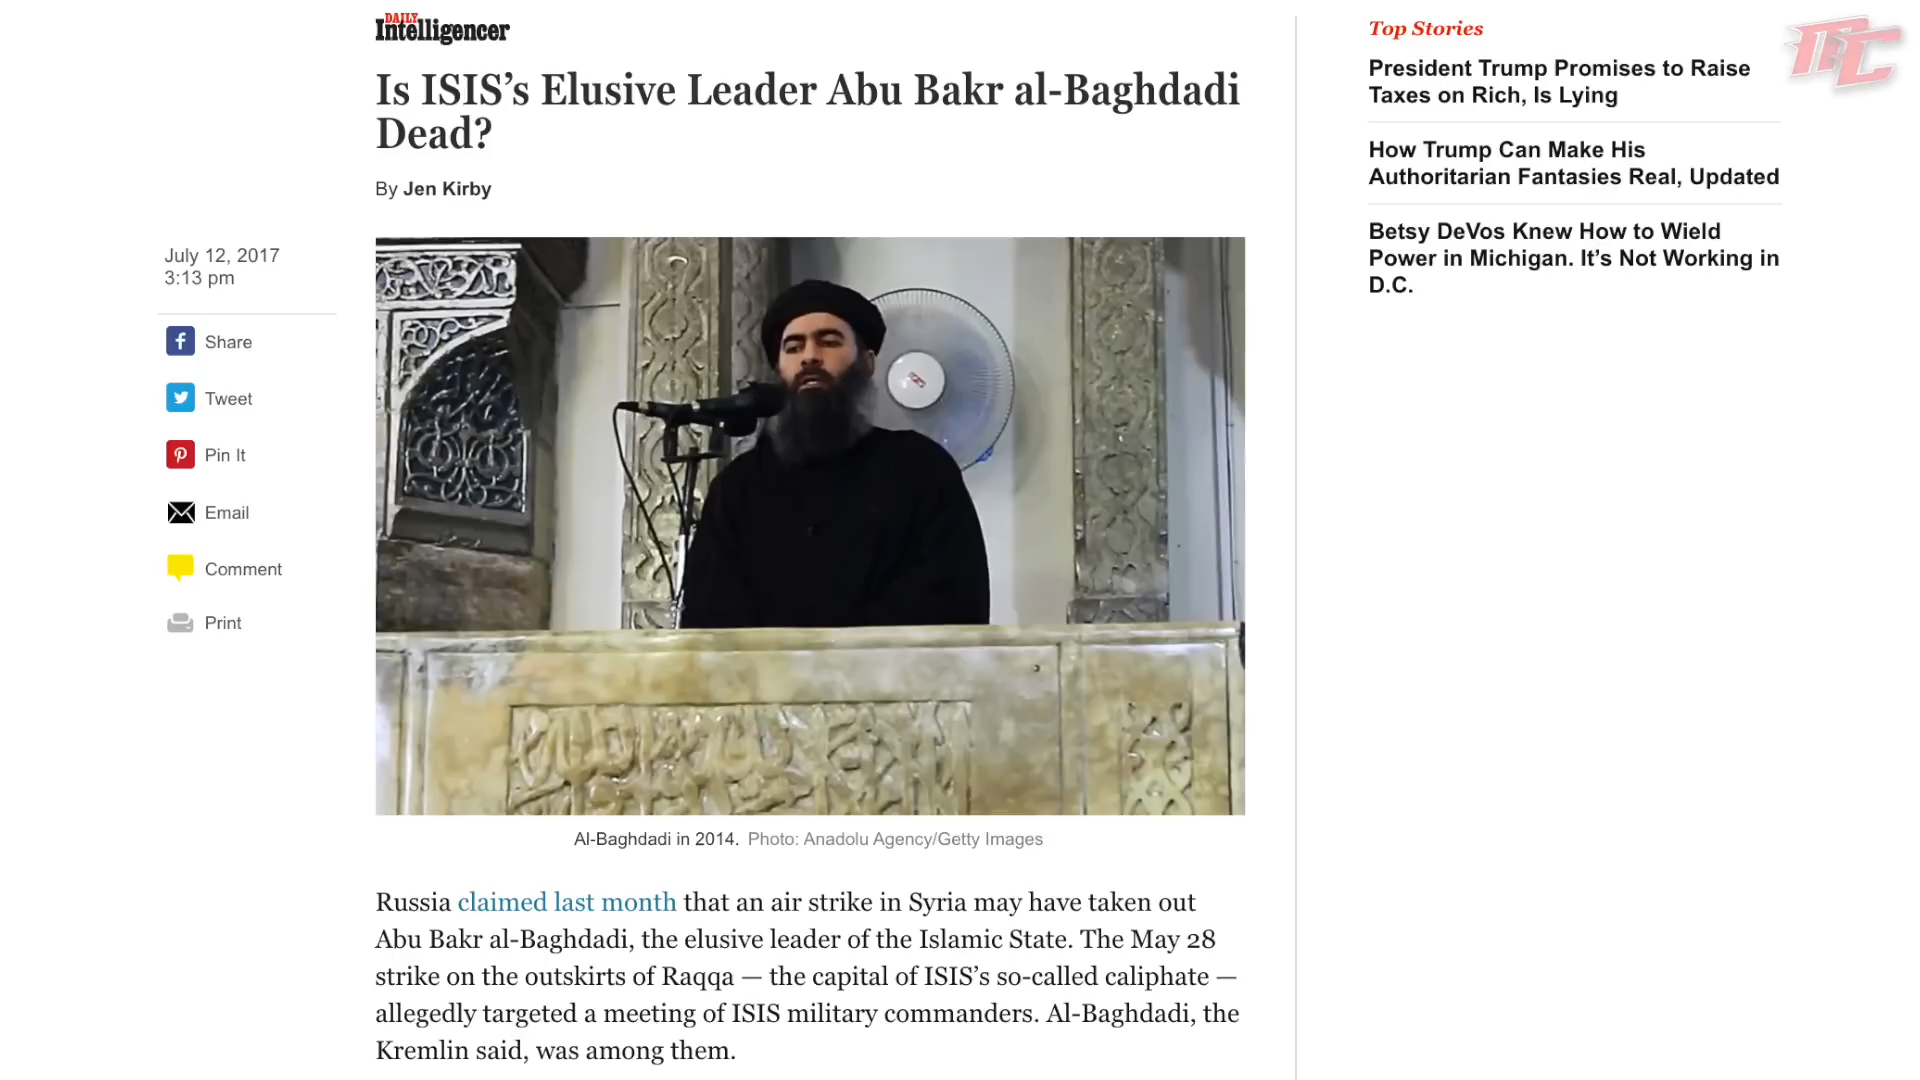 DAILY
Intelligencer
Is ISIS’s Elusive Leader Abu Bakr al-Baghdadi
Dead?
By Jen Kirby
July 12, 2017
3:13 pm
Share
Tweet
Pin It
Email
Comment
Print
Al-Baghdadi in 2014. Photo: Anadolu Agency/Getty Images
Russia claimed last month that an air strike in Syria may have taken out
Abu Bakr al-Baghdadi, the elusive leader of the Islamic State. The May 28
strike on the outskirts of Raqqa — the capital of ISIS’s so-called caliphate —
allegedly targeted a meeting of ISIS military commanders. Al-Baghdadi, the
Kremlin said, was among them.
Top Stories
President Trump Promises to Raise
Taxes on Rich, Is Lying
How Trump Can Make His
Authoritarian Fantasies Real, Updated
Betsy DeVos Knew How to Wield
Power in Michigan. It’s Not Working in
D.C.